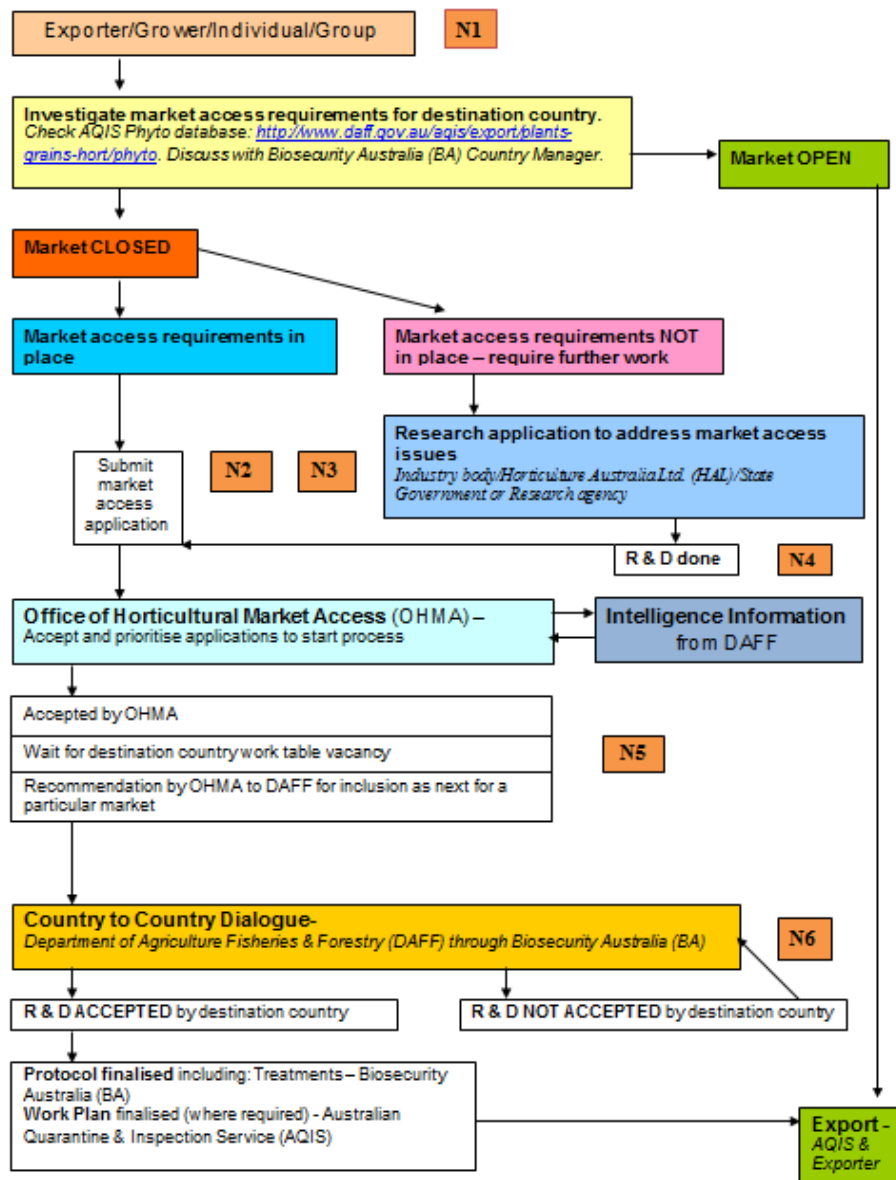 Exporter/Grower/Individual/Group
N1
Investigate market access requirements for destination country.
Check AQIS Phyto database: http://www.daff.gov.au/aqis/export/plants-
grains-hort/phyto. Discuss with Biosecurity Australia (BA) Country Manager.
Market OPEN
Market CLOSED
Market access requirements in
place
Market access requirements NOT
in place – require further work
Submit
market
access
application
N2
N3
Research application to address market access
issues
Industry body/Horticulture Australia Ltd. (HAL)/State
Government or Research agency
R & D done
N4
Office of Horticultural Market Access (OHMA) –
Accept and prioritise applications to start process
Intelligence Information
from DAFF
Accepted by OHMA
Wait for destination country work table vacancy
Recommendation by OHMA to DAFF for inclusion as next for a
particular market
N5
Country to Country Dialogue-
Department of Agriculture Fisheries & Forestry (DAFF) through Biosecurity Australia (BA)
N6
R & D ACCEPTED by destination country
R & D NOT ACCEPTED by destination country
Protocol finalised including: Treatments – Biosecurity
Australia (BA)
Work Plan finalised (where required) - Australian
Quarantine & Inspection Service (AQIS)
Export -
AQIS &
Exporter